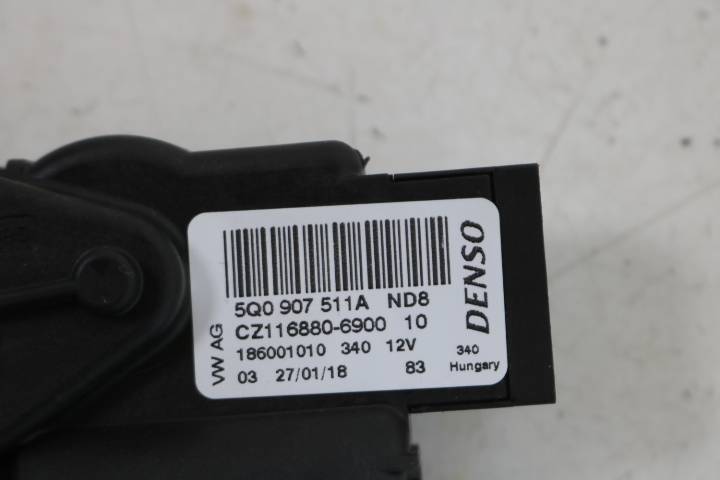 5Q0 907 511A ND8
CZ116880-6900 10
186001010 340 12V
03 27/01/18 83
VW AG
DENSO
340
Hungary